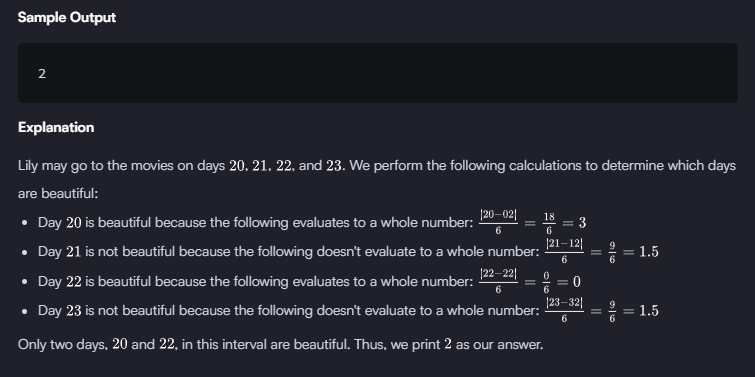 Sample Output
2
Explanation
Lily may go to the movies on days 20, 21, 22, and 23. We perform the following calculations to determine which days
are beautiful:
• Day 20 is beautiful because the following evaluates to a whole number: |20−02|/6 = 18/6 = 3
• Day 21 is not beautiful because the following doesn't evaluate to a whole number: |21−12|/6 = 9/6 = 1.5
• Day 22 is beautiful because the following evaluates to a whole number: |22−22|/6 = 0/6 = 0
• Day 23 is not beautiful because the following doesn't evaluate to a whole number: |23−32|/6 = 9/6 = 1.5
Only two days, 20 and 22, in this interval are beautiful. Thus, we print 2 as our answer.